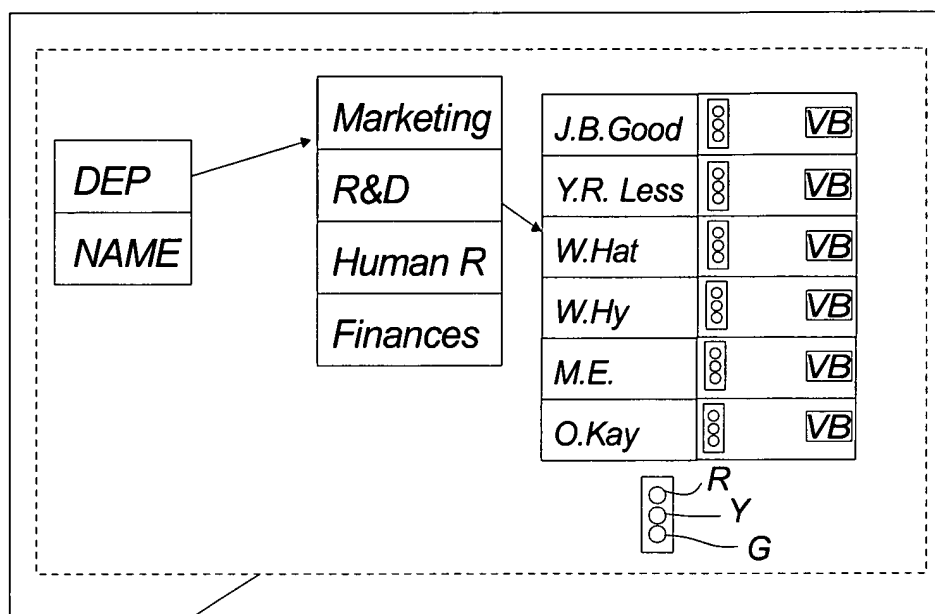 DEP
NAME
Marketing
R&D
Human R
Finances
J.B.Good VB
Y.R. Less VB
W.Hat VB
W.Hy VB
M.E. VB
O.Kay VB
R
Y
G